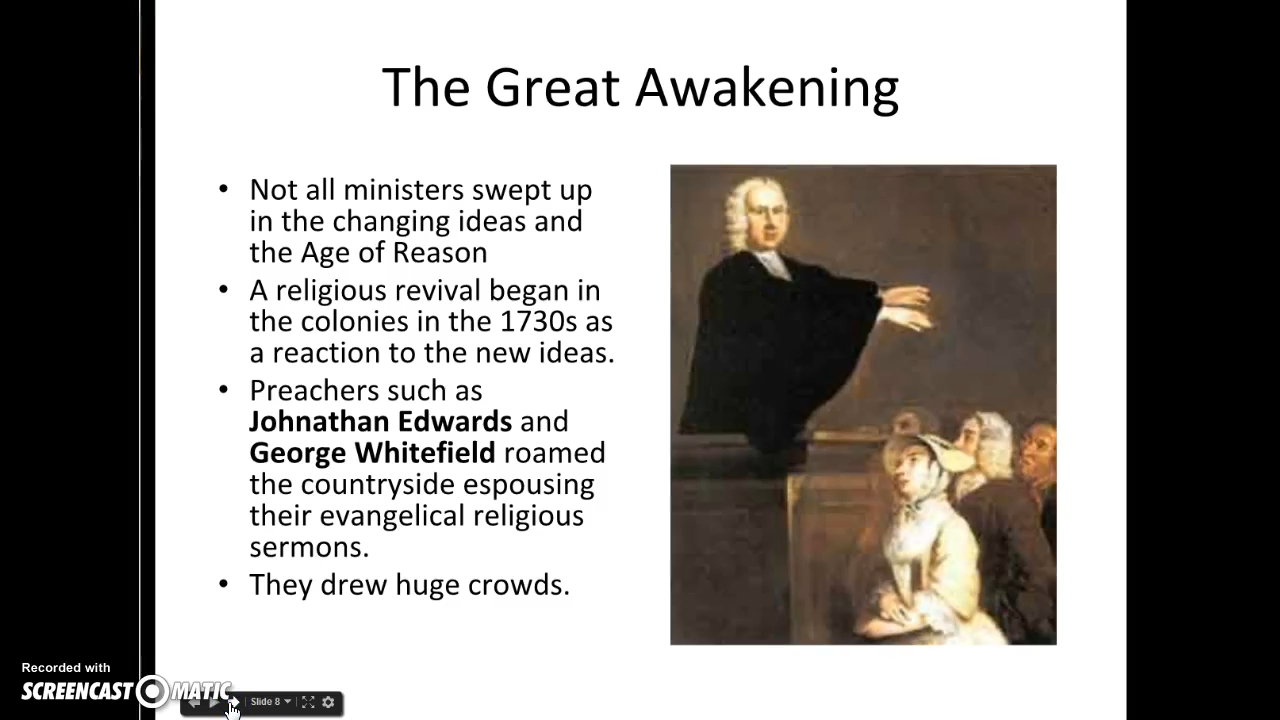 The Great Awakening
• Not all ministers swept up
in the changing ideas and
the Age of Reason
• A religious revival began in
the colonies in the 1730s as
a reaction to the new ideas.
• Preachers such as
Johnathan Edwards and
George Whitefield roamed
the countryside espousing
their evangelical religious
sermons.
• They drew huge crowds.
Recorded with
SCREENCAST MATIC
Slide 8